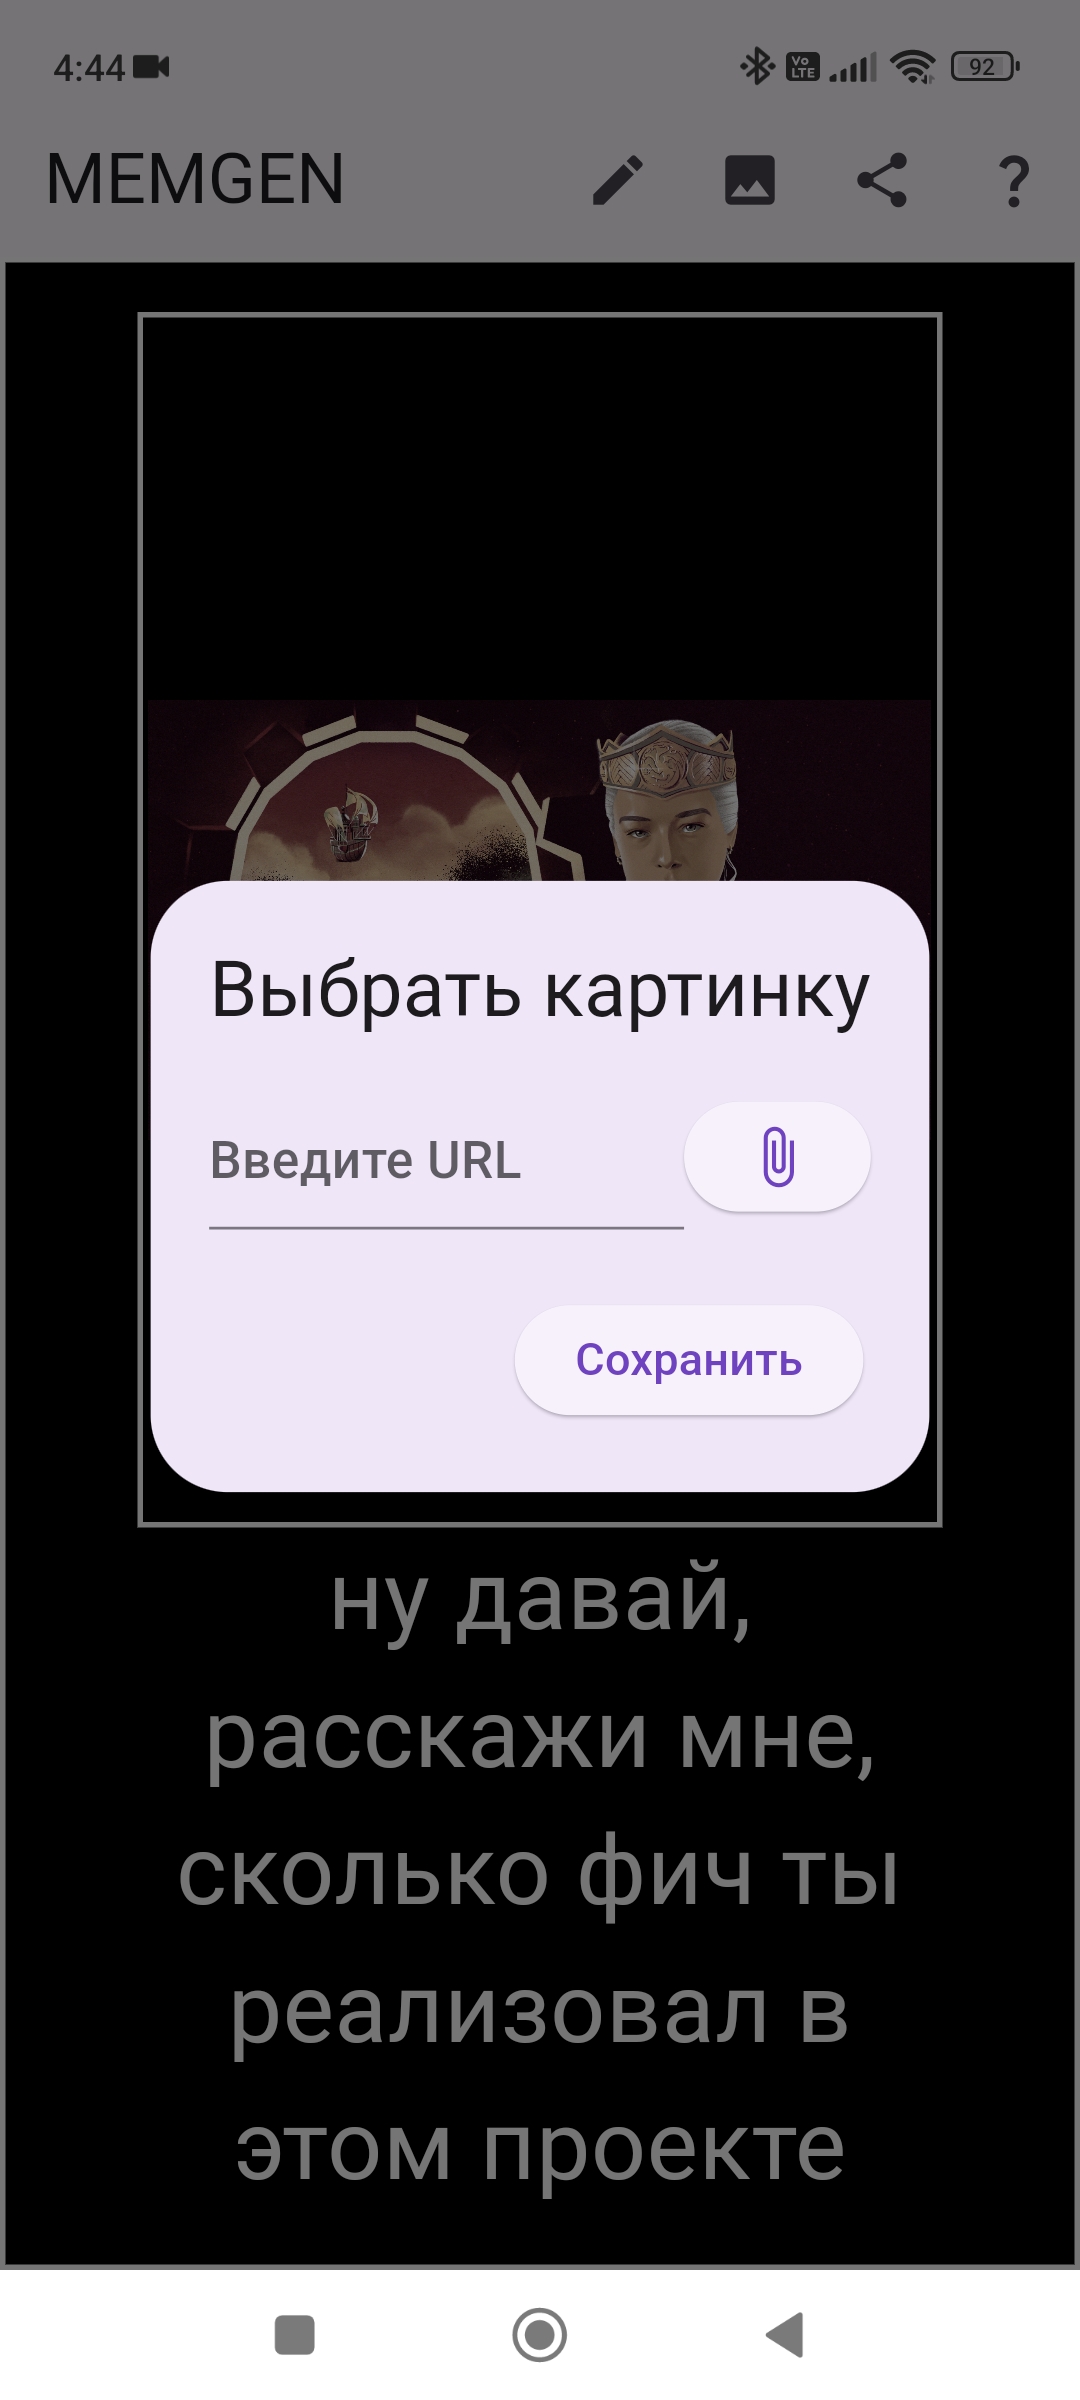 4:44
Vo LTE
92
MEMGEN
Выбрать картинку
Введите URL
Сохранить
ну давай,
расскажи мне,
сколько фич ты
реализовал в
этом проекте